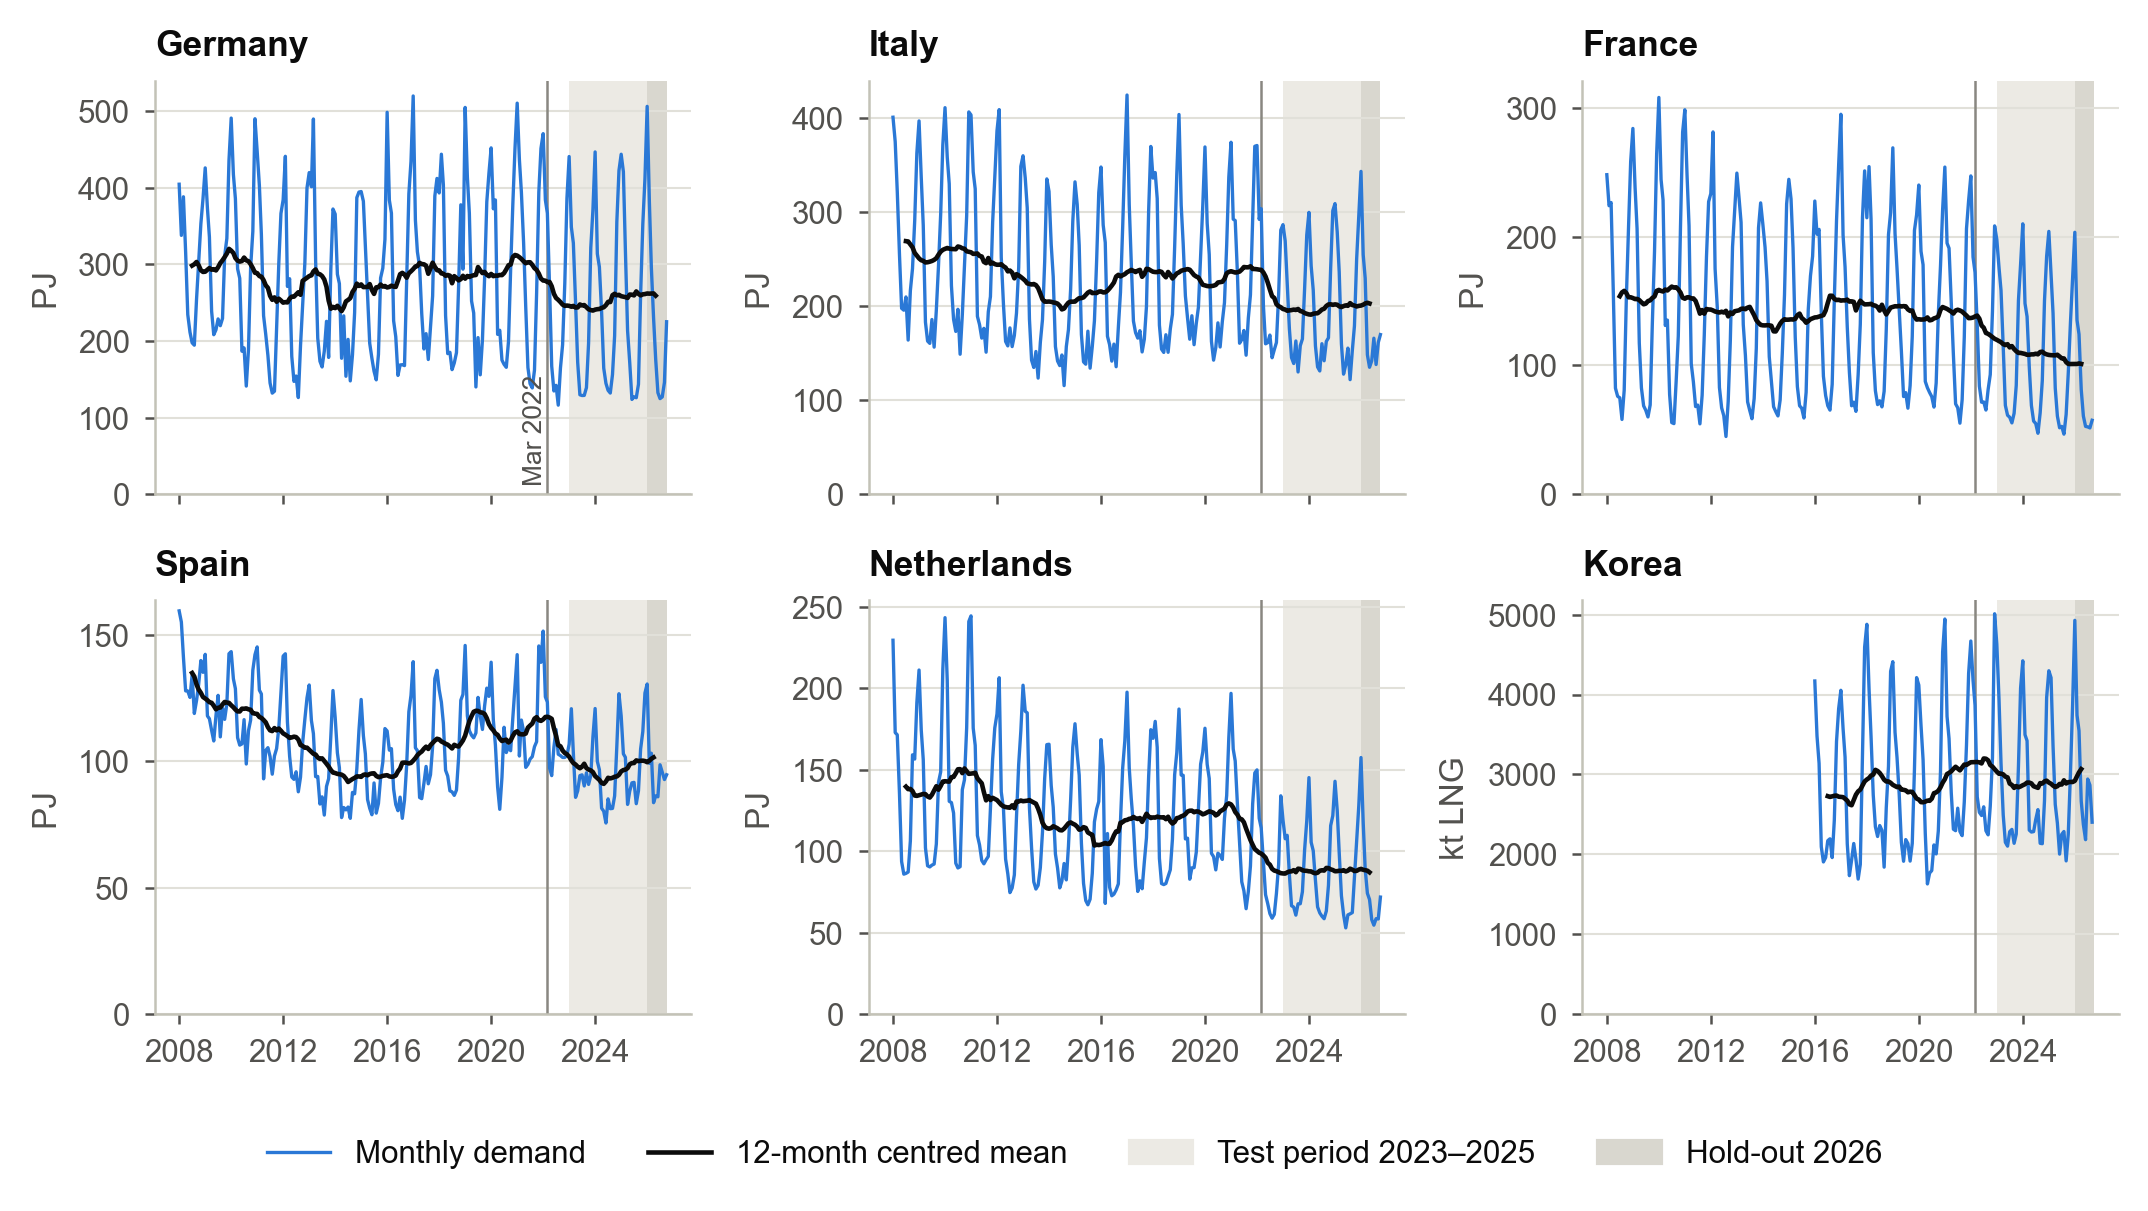 Germany
Italy
France
500
400
300
200
100
0
PJ
Mar 2022
400
300
200
100
0
PJ
300
200
100
0
PJ
Spain
Netherlands
Korea
150
100
50
0
PJ
2008 2012 2016 2020 2024
250
200
150
100
50
0
PJ
2008 2012 2016 2020 2024
5000
4000
3000
2000
1000
0
kt LNG
2008 2012 2016 2020 2024
Monthly demand
12-month centred mean
Test period 2023–2025
Hold-out 2026